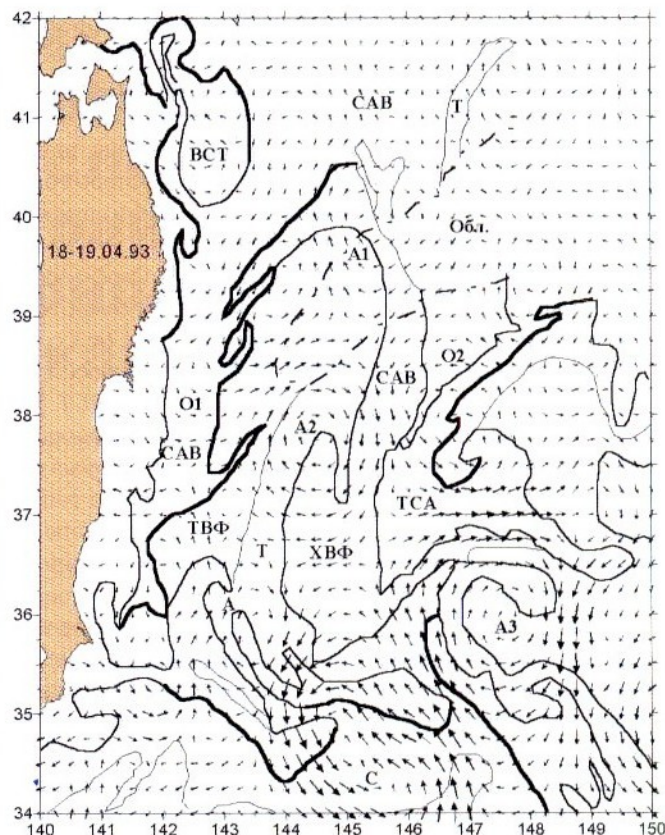 42
41
САВ
Т
ВСТ
40
Обл.
18-19.04.93
А1
39
О2
САВ
38
О1
А2
САВ
37
ТСА
ТВФ
Т
ХВФ
36
А
А3
35
С
34
140 141 142 143 144 145 146 147 148 149 150